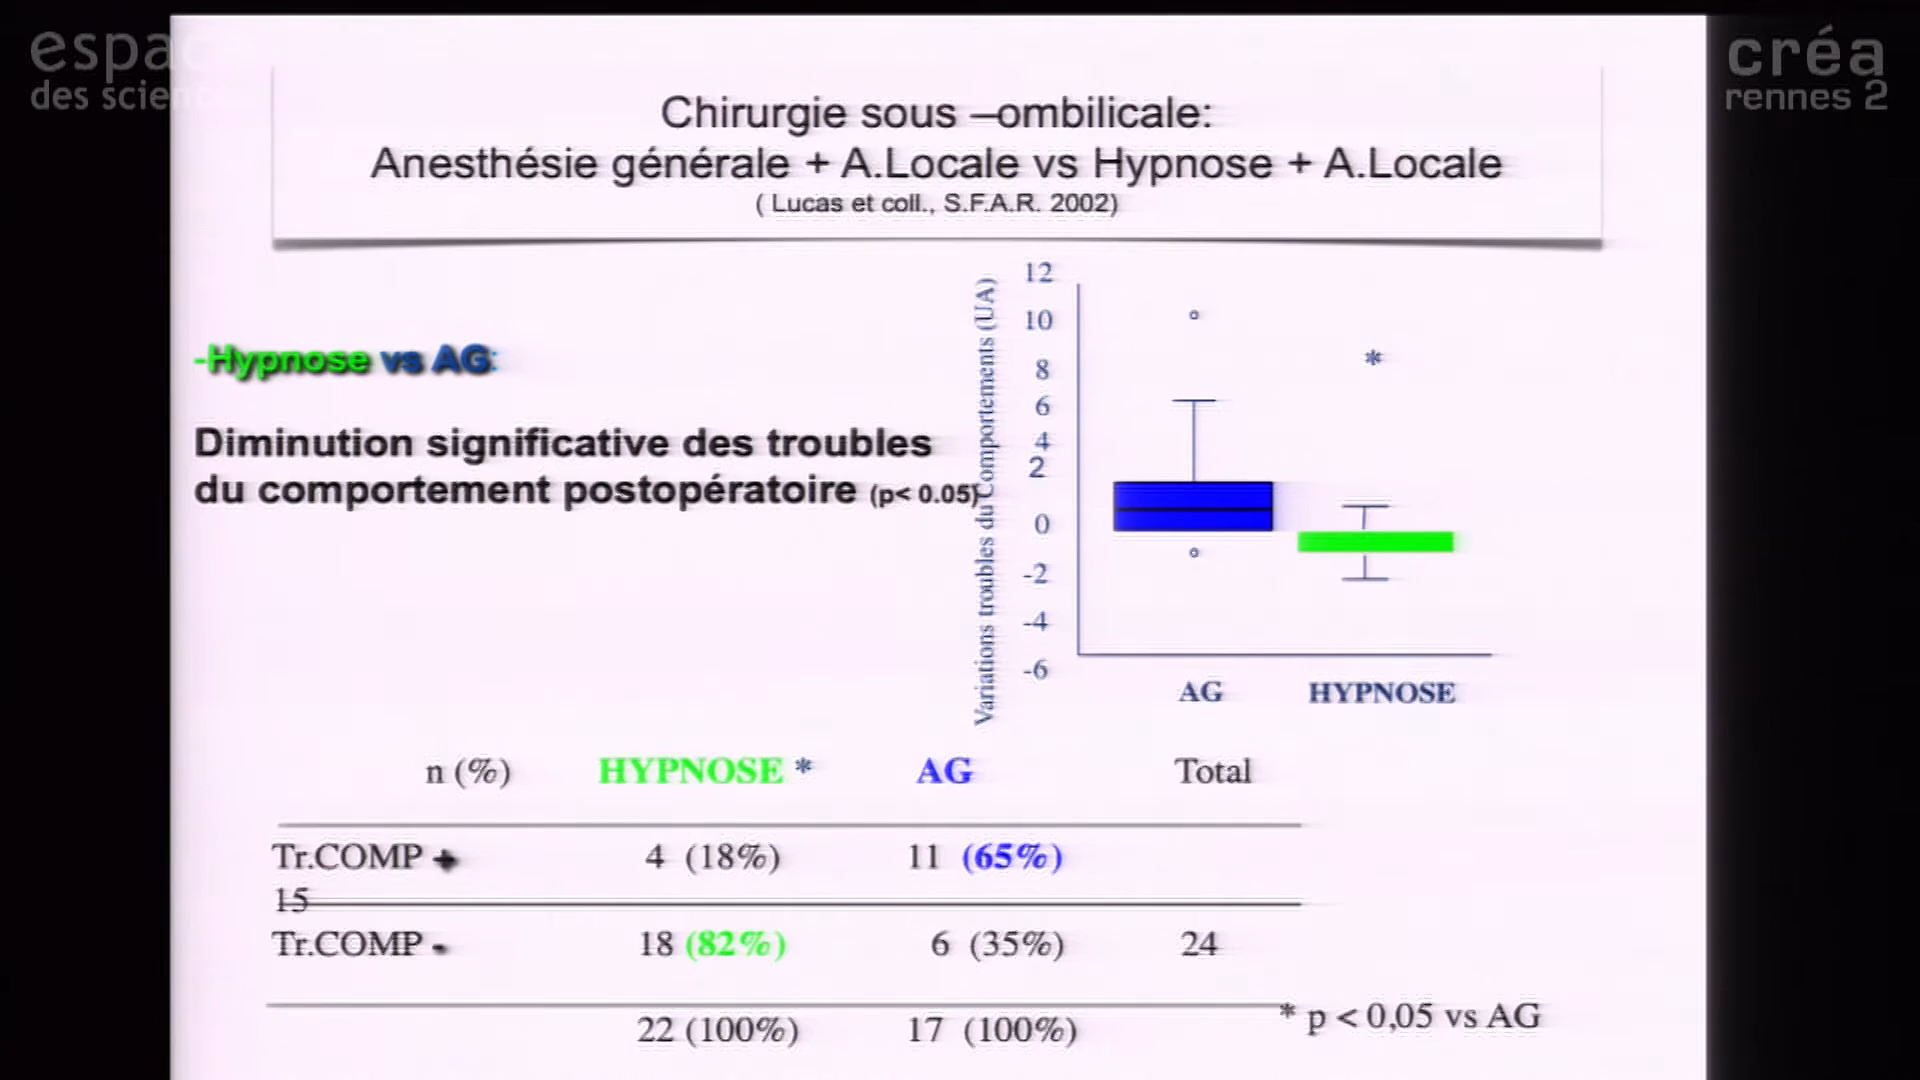 espa
des scien
créa
rennes 2
Chirurgie sous –ombilicale:
Anesthésie générale + A.Locale vs Hypnose + A.Locale
( Lucas et coll., S.F.A.R. 2002)
-Hypnose vs AG:
Diminution significative des troubles
du comportement postopératoire (p< 0.05)
Variations troubles du Comportements (UA)
12
10
8
6
4
2
0
-2
-4
-6
*
AG HYPNOSE
n (%) HYPNOSE * AG Total
Tr.COMP + 4 (18%) 11 (65%)
15
Tr.COMP - 18 (82%) 6 (35%) 24
22 (100%) 17 (100%)
* p < 0,05 vs AG